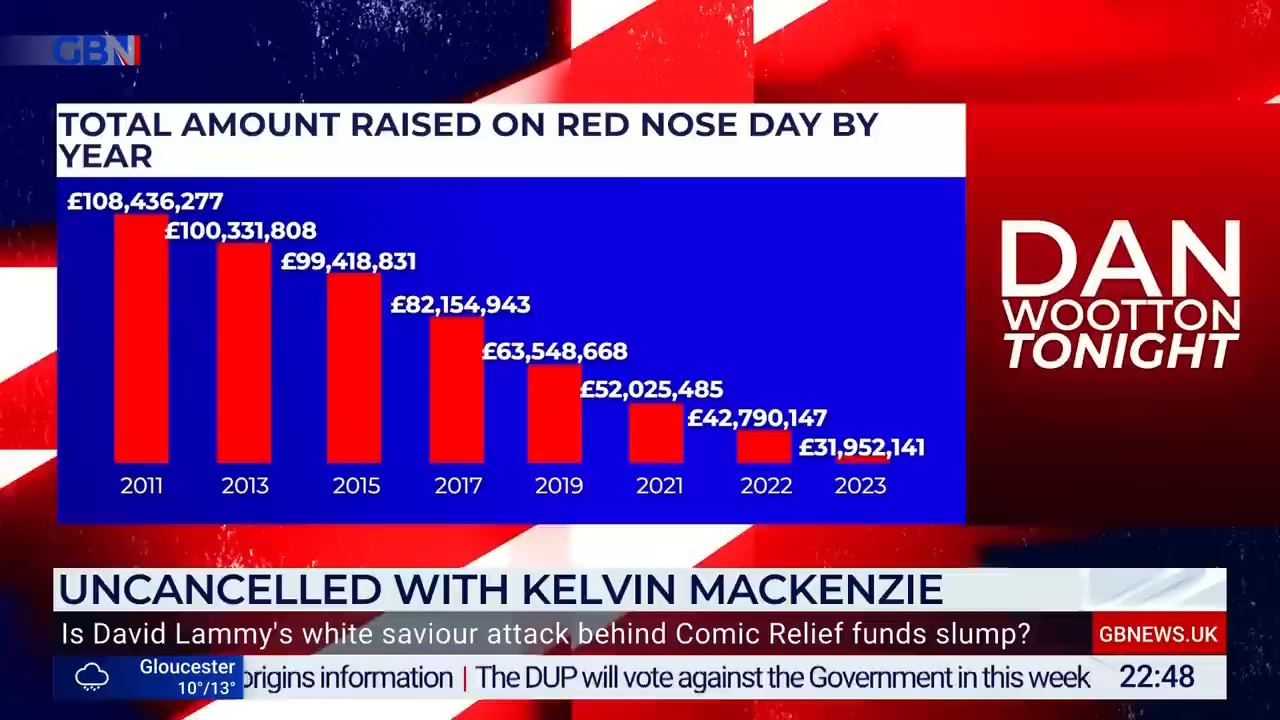 GBN
TOTAL AMOUNT RAISED ON RED NOSE DAY BY
YEAR
£108,436,277
£100,331,808
£99,418,831
£82,154,943
£63,548,668
£52,025,485
£42,790,147
£31,952,141
2011 2013 2015 2017 2019 2021 2022 2023
DAN
WOOTTON
TONIGHT
UNCANCELLED WITH KELVIN MACKENZIE
Is David Lammy's white saviour attack behind Comic Relief funds slump?
GBNEWS.UK
Gloucester
10°/13°
origins information | The DUP will vote against the Government in this week
22:48